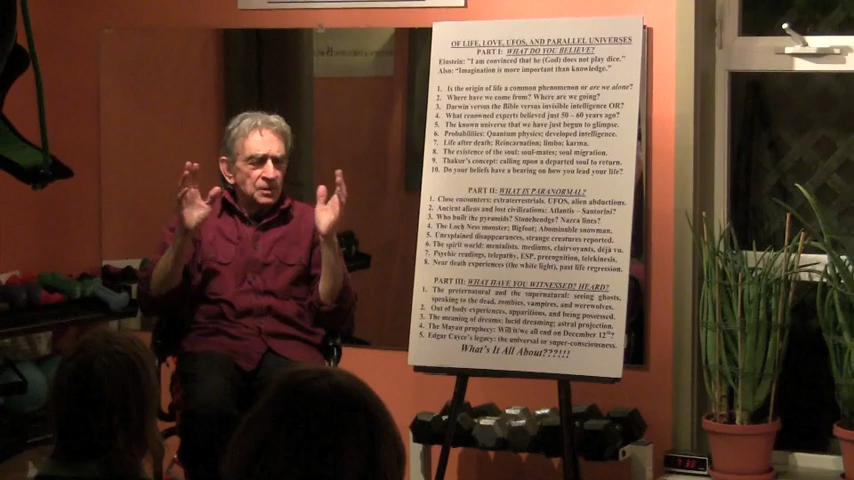 OF LIFE, LOVE, UFOS, AND PARALLEL UNIVERSES
PART I: WHAT DO YOU BELIEVE?
Einstein: "I am convinced that he (God) does not play dice."
Also: "Imagination is more important than knowledge."
1. Is the origin of life a common phenomenon or are we alone?
2. Where have we come from? Where are we going?
3. Darwin versus the Bible versus invisible intelligence OR?
4. What renowned experts believed just 50 – 60 years ago?
5. The known universe that we have just begun to glimpse.
6. Probabilities: Quantum physics; developed intelligence.
7. Life after death; Reincarnation; limbo; karma.
8. The existence of the soul: soul-mates; soul migration.
9. Thakur's concept: calling upon a departed soul to return.
10. Do your beliefs have a bearing on how you lead your life?
PART II: WHAT IS PARANORMAL?
1. Close encounters: extraterrestrials, UFOS, alien abductions.
2. Ancient aliens and lost civilizations: Atlantis – Santorini?
3. Who built the pyramids? Stonehedge? Nazca lines?
4. The Loch Ness monster; Bigfoot; Abominable snowman.
5. Unexplained disappearances, strange creatures reported.
6. The spirit world: mentalists, mediums, clairvoyants, déjà vu.
7. Psychic readings, telepathy, ESP, precognition, telekinesis.
8. Near death experiences (the white light), past life regression.
PART III: WHAT HAVE YOU WITNESSED? HEARD?
1. The preternatural and the supernatural: seeing ghosts,
speaking to the dead, zombies, vampires, and werewolves.
2. Out of body experiences, apparitions, and being possessed.
3. The meaning of dreams: lucid dreaming; astral projection.
4. The Mayan prophecy: Will it/we all end on December 12th?
5. Edgar Cayce's legacy: the universal or super-consciousness.
What's It All About???!!!